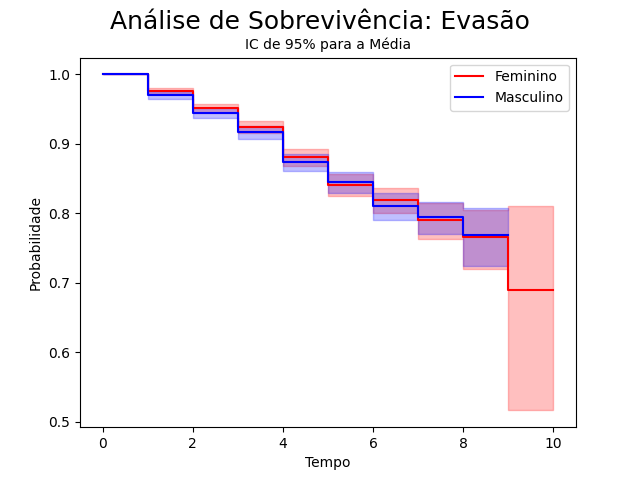 Análise de Sobrevivência: Evasão
IC de 95% para a Média
Feminino
Masculino
Probabilidade
1.0
0.9
0.8
0.7
0.6
0.5
0
2
4
6
8
10
Tempo